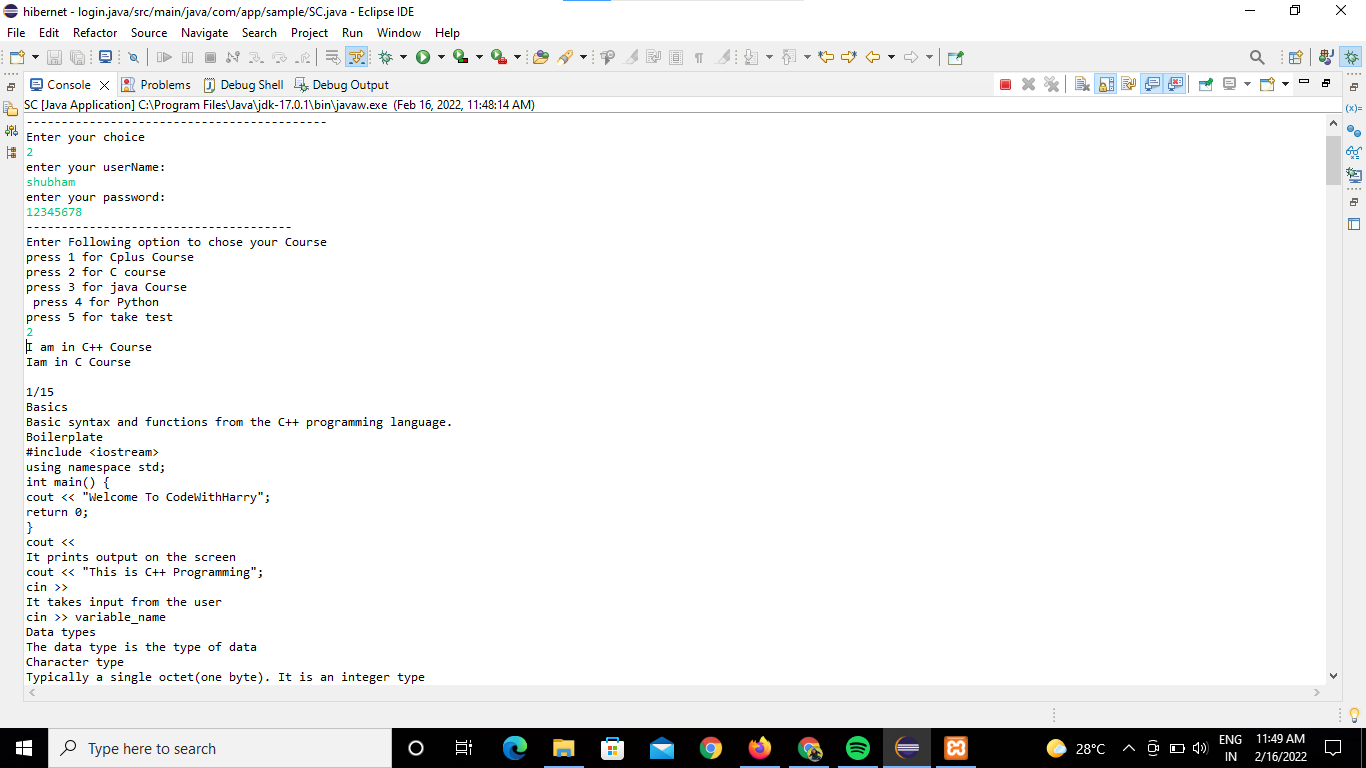 hibernet - login.java/src/main/java/com/app/sample/SC.java - Eclipse IDE
File Edit Refactor Source Navigate Search Project Run Window Help
Console Problems Debug Shell Debug Output
SC [Java Application] C:\Program Files\Java\jdk-17.0.1\bin\javaw.exe (Feb 16, 2022, 11:48:14 AM)
-------------------------------------------
Enter your choice
2
enter your userName:
shubham
enter your password:
12345678
--------------------------------------
Enter Following option to chose your Course
press 1 for Cplus Course
press 2 for C course
press 3 for java Course
 press 4 for Python
press 5 for take test
2
I am in C++ Course
Iam in C Course
1/15
Basics
Basic syntax and functions from the C++ programming language.
Boilerplate
#include <iostream>
using namespace std;
int main() {
cout << "Welcome To CodeWithHarry";
return 0;
}
cout <<
It prints output on the screen
cout << "This is C++ Programming";
cin >>
It takes input from the user
cin >> variable_name
Data types
The data type is the type of data
Character type
Typically a single octet(one byte). It is an integer type
Type here to search
28°C
ENG
IN
11:49 AM
2/16/2022